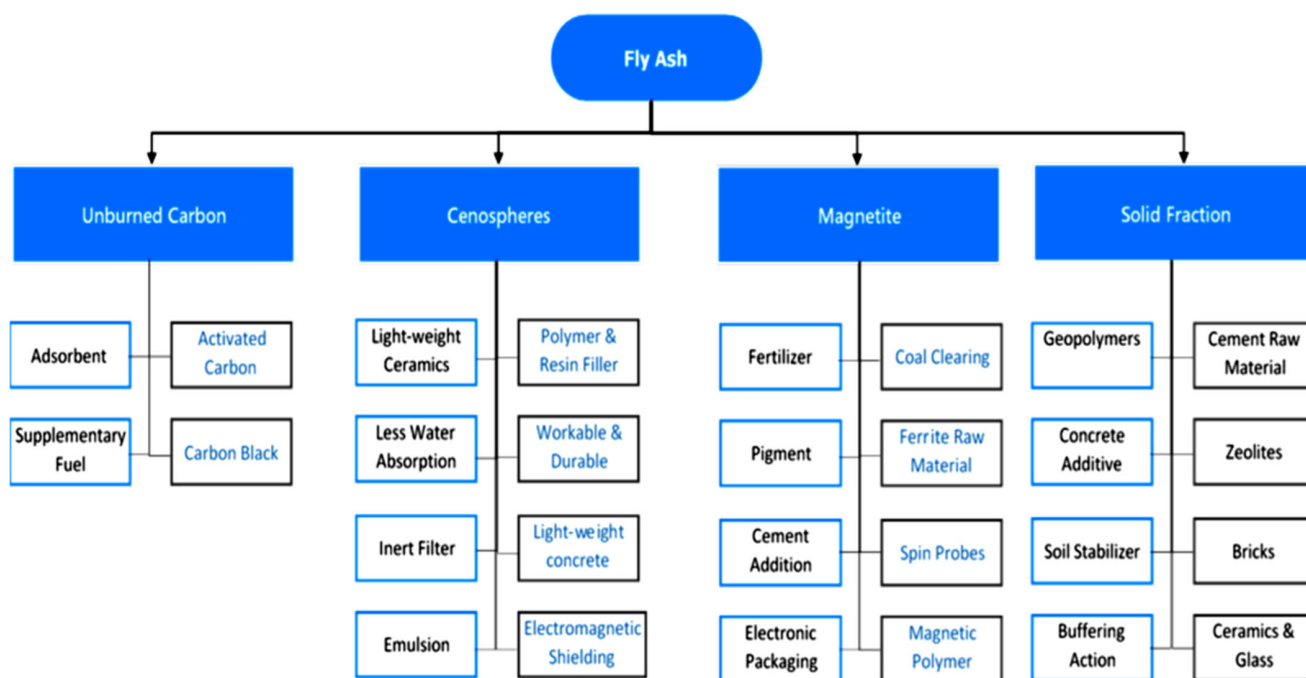 Fly Ash
Unburned Carbon
Cenospheres
Magnetite
Solid Fraction
Adsorbent
Activated
Carbon
Supplementary
Fuel
Carbon Black
Light-weight
Ceramics
Polymer &
Resin Filler
Less Water
Absorption
Workable &
Durable
Inert Filter
Light-weight
concrete
Emulsion
Electromagnetic
Shielding
Fertilizer
Coal Clearing
Pigment
Ferrite Raw
Material
Cement
Addition
Spin Probes
Electronic
Packaging
Magnetic
Polymer
Geopolymers
Cement Raw
Material
Concrete
Additive
Zeolites
Soil Stabilizer
Bricks
Buffering
Action
Ceramics &
Glass